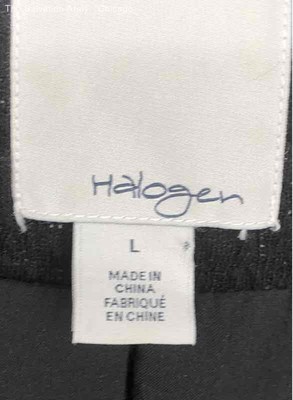 Halogen
L
MADE IN
CHINA
FABRIQUÉ
EN CHINE